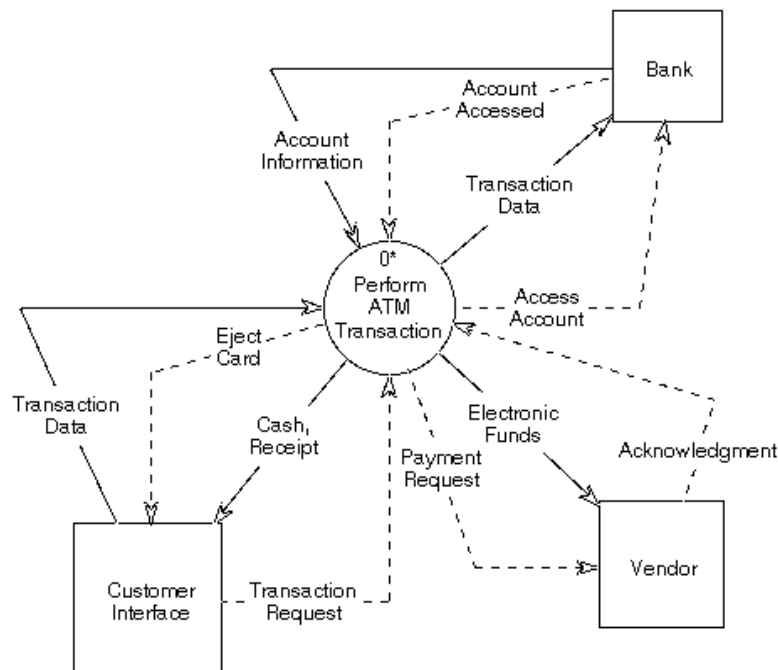 Bank
Account
Accessed
Account
Information
Transaction
Data
0*
Perform
ATM
Transaction
Access
Account
Eject
Card
Transaction
Data
Cash,
Receipt
Electronic
Funds
Payment
Request
Acknowledgment
Customer
Interface
Transaction
Request
Vendor